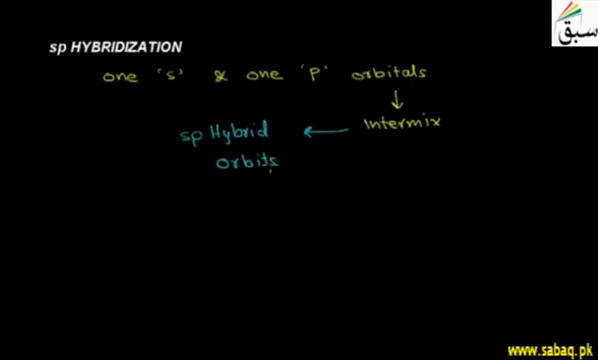 سبق
sp HYBRIDIZATION
one 's' & one 'p' orbitals
Intermix
sp Hybrid
orbits
www.sabaq.pk